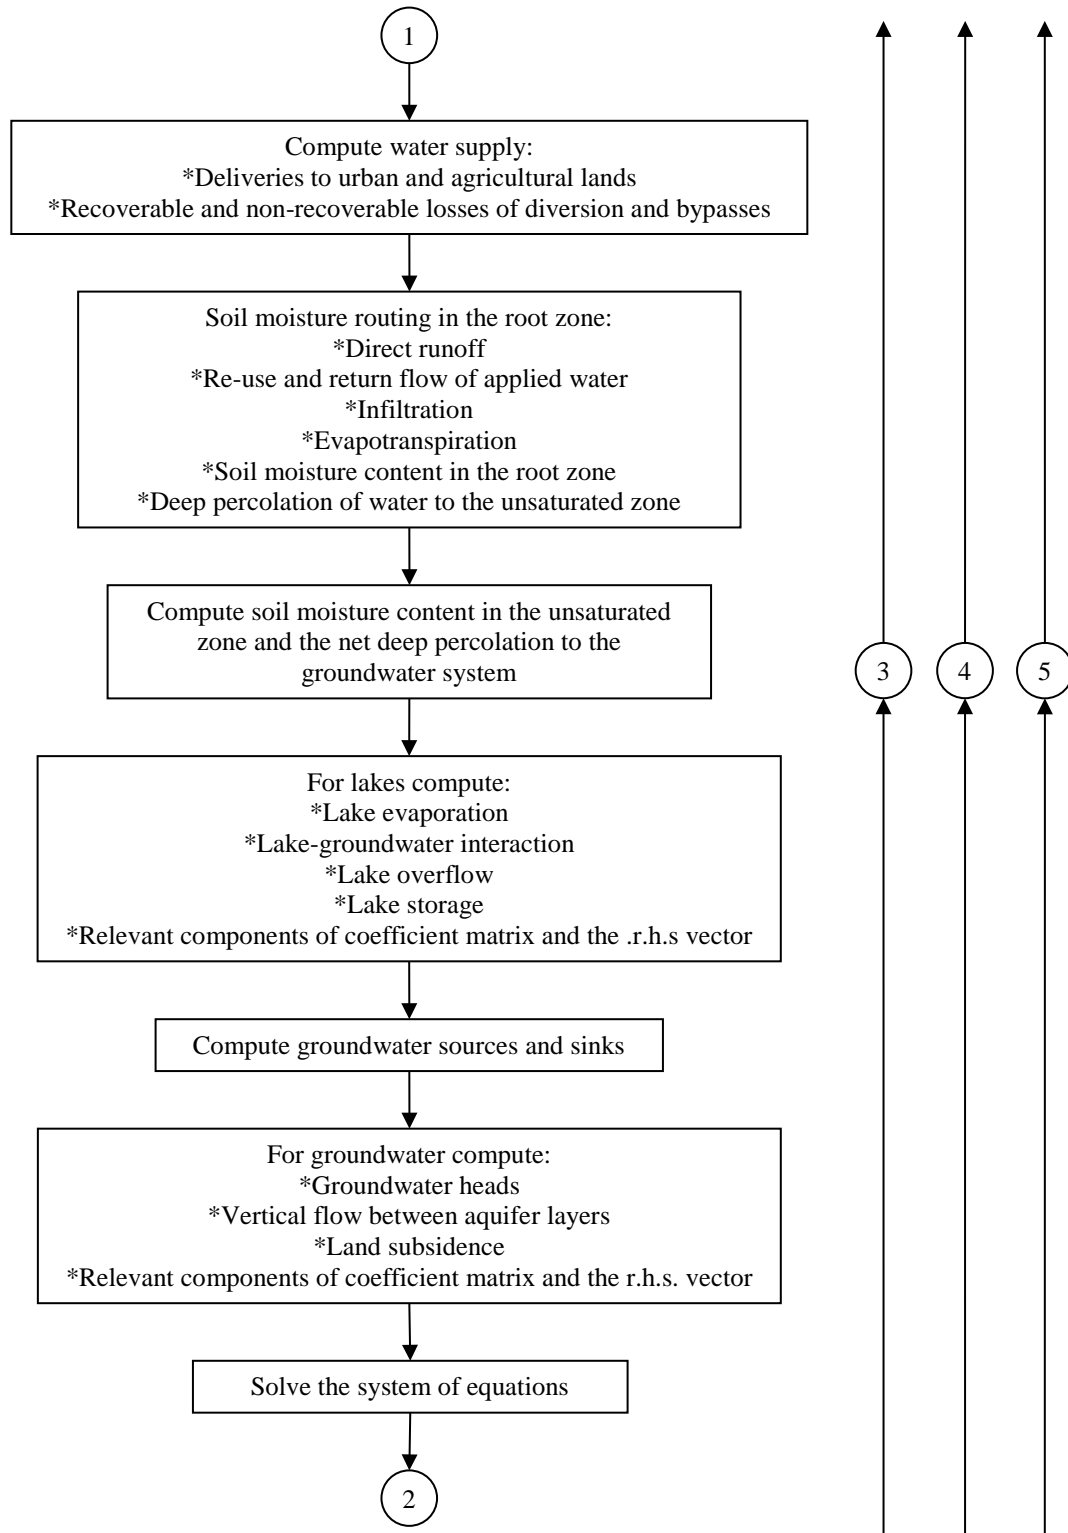 1
Compute water supply:
*Deliveries to urban and agricultural lands
*Recoverable and non-recoverable losses of diversion and bypasses
Soil moisture routing in the root zone:
*Direct runoff
*Re-use and return flow of applied water
*Infiltration
*Evapotranspiration
*Soil moisture content in the root zone
*Deep percolation of water to the unsaturated zone
Compute soil moisture content in the unsaturated
zone and the net deep percolation to the
groundwater system
3
4
5
For lakes compute:
*Lake evaporation
*Lake-groundwater interaction
*Lake overflow
*Lake storage
*Relevant components of coefficient matrix and the .r.h.s vector
Compute groundwater sources and sinks
For groundwater compute:
*Groundwater heads
*Vertical flow between aquifer layers
*Land subsidence
*Relevant components of coefficient matrix and the r.h.s. vector
Solve the system of equations
2